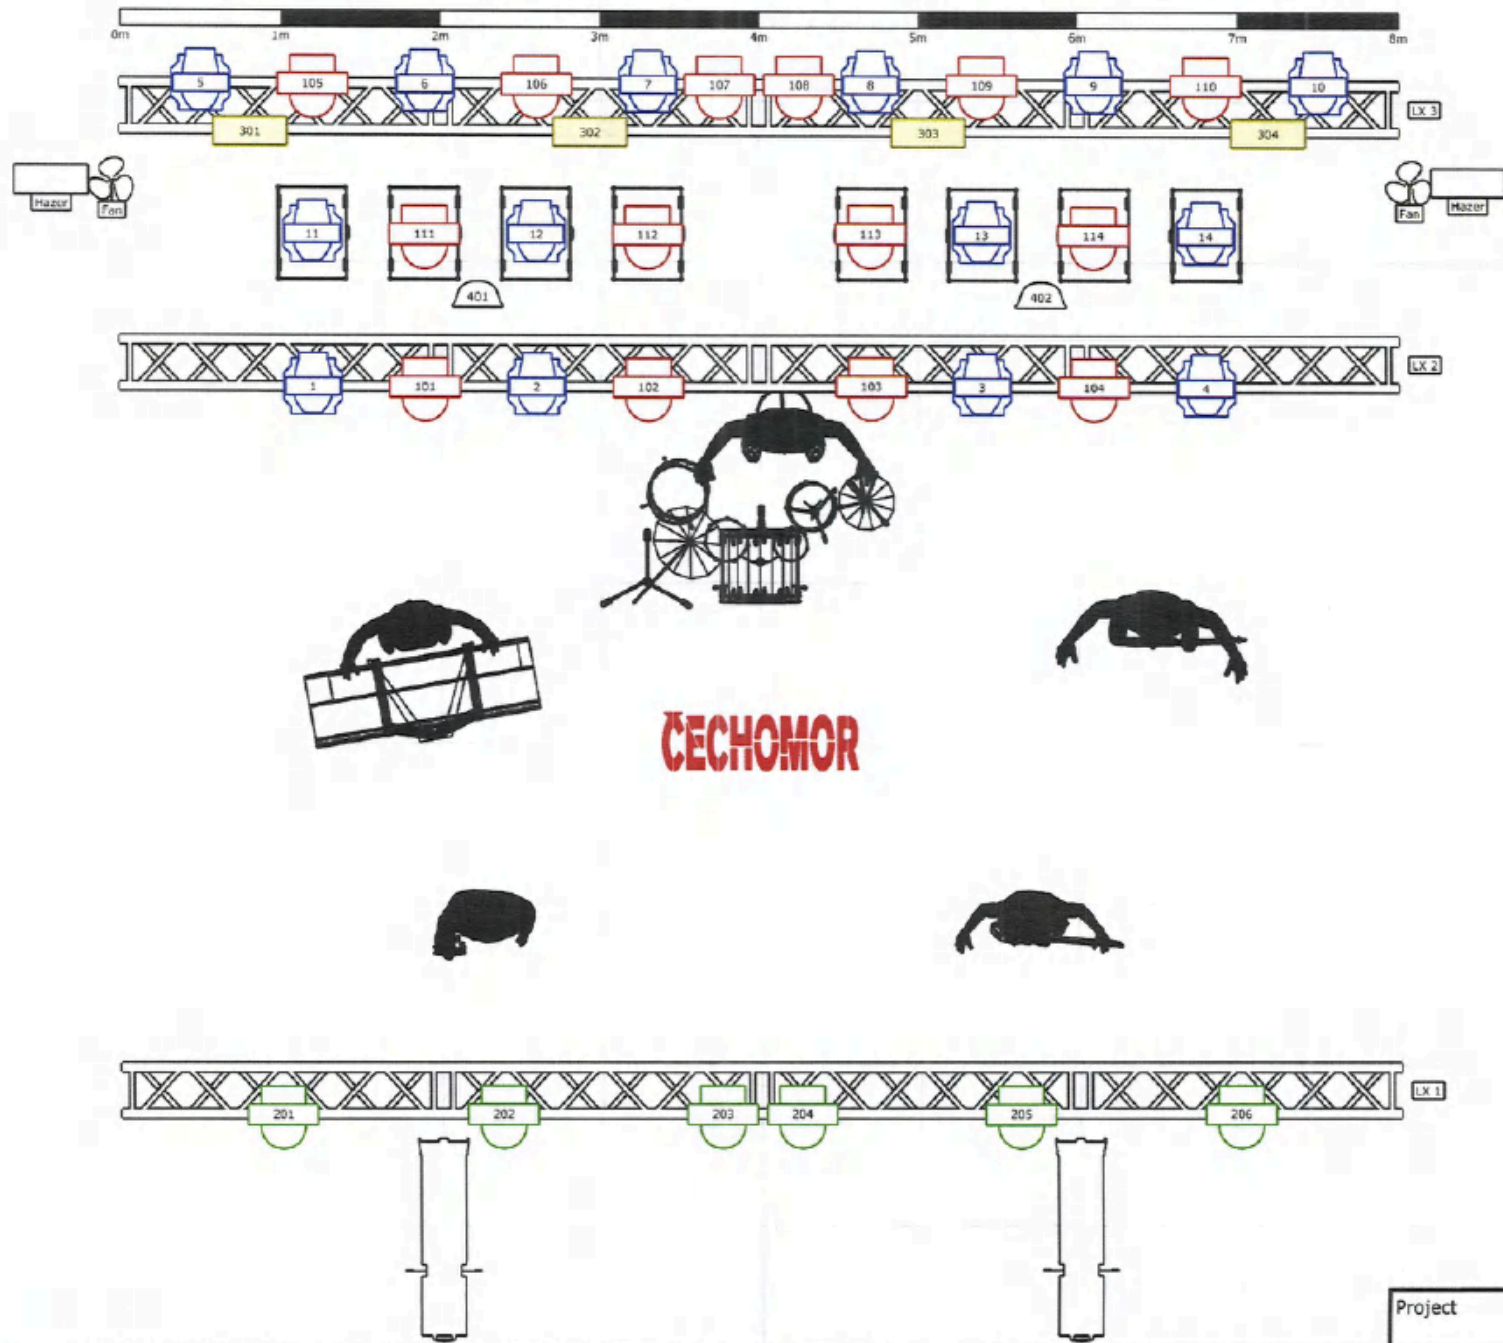 0m 1m 2m 3m 4m 5m 6m 7m 8m
5 105 6 106 7 107 108 8 109 9 110 10
LX 3
301 302 303 304
Hazer Fan Fan Hazer
11 111 12 112 113 13 114 14
401 402
LX 2
1 101 2 102 103 3 104 4
ČECHOMOR
LX 1
201 202 203 204 205 206
Project